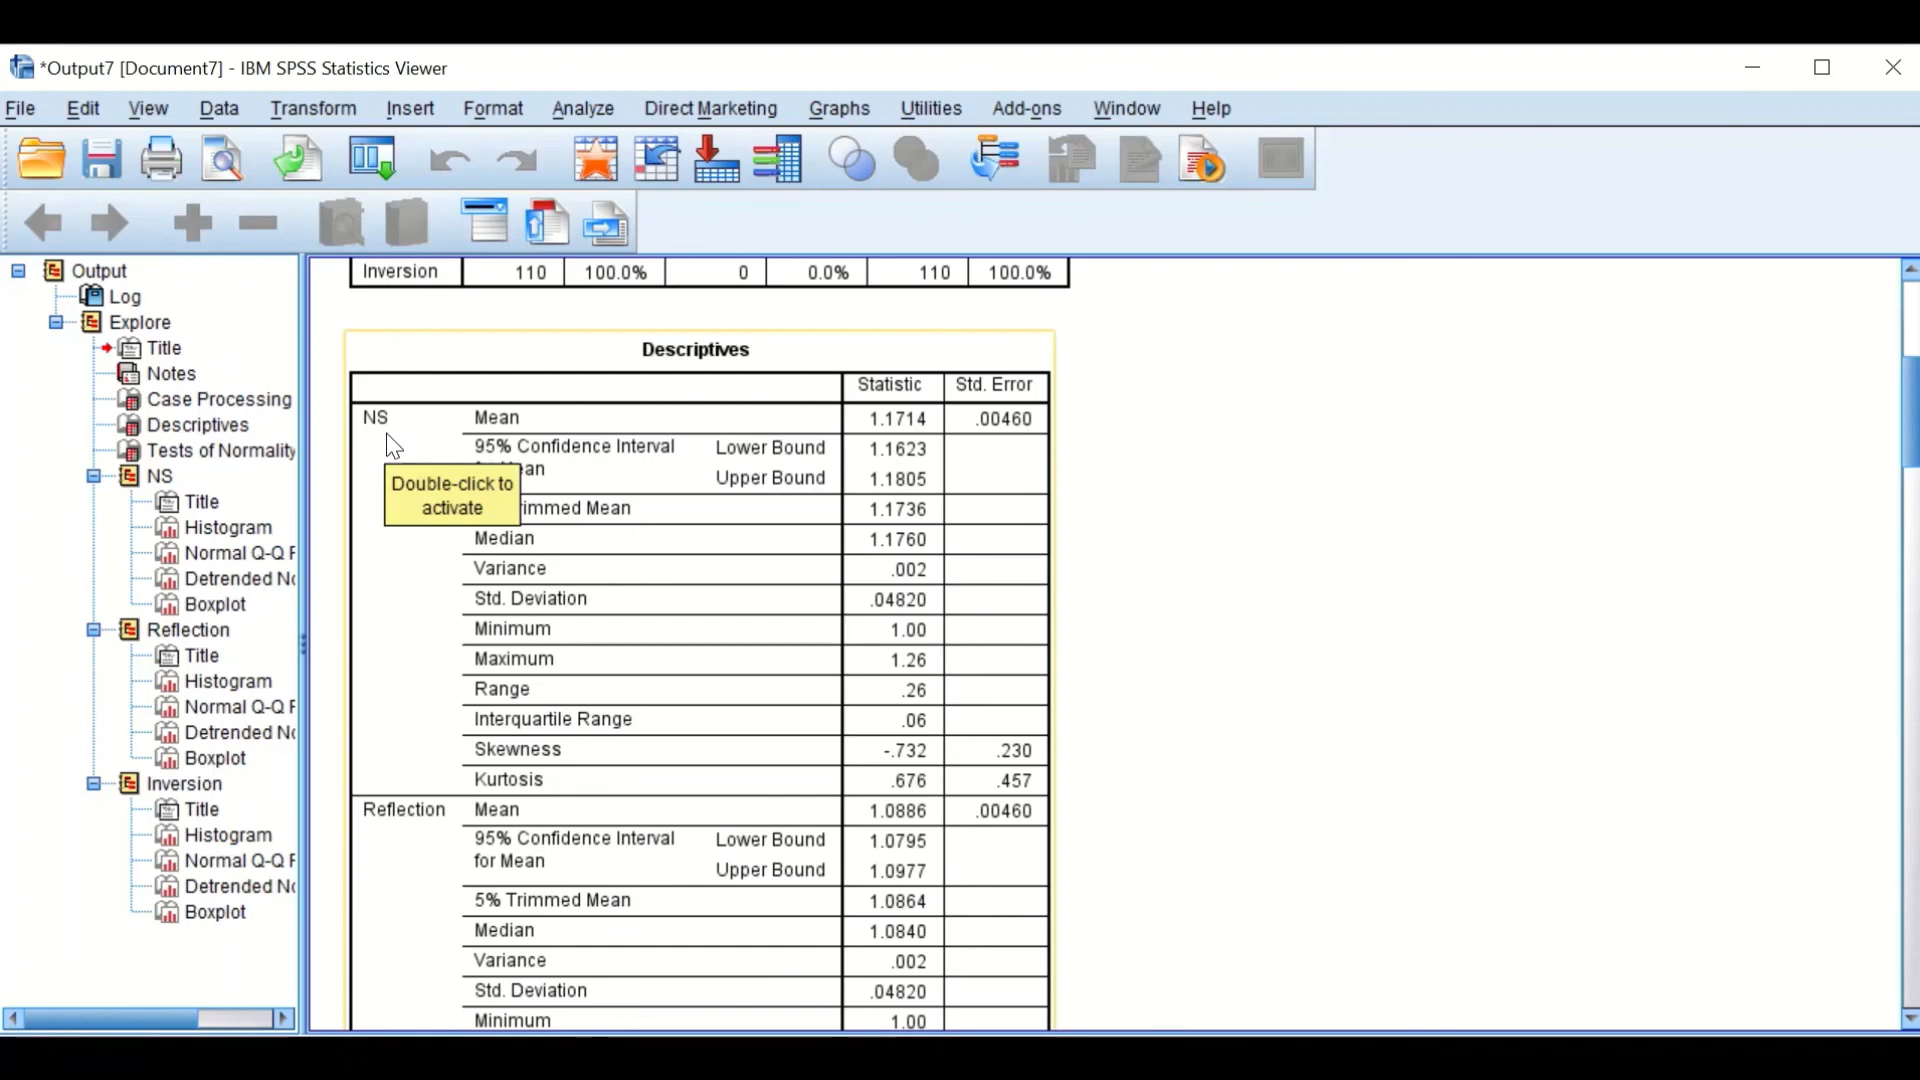 *Output7 [Document7] - IBM SPSS Statistics Viewer
File Edit View Data Transform Insert Format Analyze Direct Marketing Graphs Utilities Add-ons Window Help
Output
Log
Explore
Title
Notes
Case Processing
Descriptives
Tests of Normality
NS
Title
Histogram
Normal Q-Q
Detrended
Boxplot
Reflection
Title
Histogram
Normal Q-Q
Detrended
Boxplot
Inversion
Title
Histogram
Normal Q-Q
Detrended
Boxplot
Inversion 110 100.0% 0 0.0% 110 100.0%
Descriptives
Statistic Std. Error
NS Mean 1.1714 .00460
95% Confidence Interval Lower Bound 1.1623
Upper Bound 1.1805
Double-click to
activate
Mean 1.1736
Median 1.1760
Variance .002
Std. Deviation .04820
Minimum 1.00
Maximum 1.26
Range .26
Interquartile Range .06
Skewness -.732 .230
Kurtosis .676 .457
Reflection Mean 1.0886 .00460
95% Confidence Interval Lower Bound 1.0795
for Mean
Upper Bound 1.0977
5% Trimmed Mean 1.0864
Median 1.0840
Variance .002
Std. Deviation .04820
Minimum 1.00